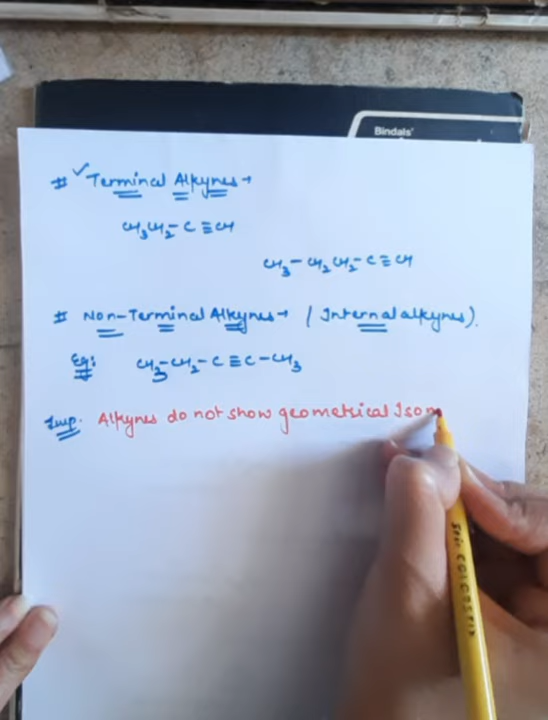 Bindals'
# ✓Terminal Alkynes →
CH₃CH₂–C≡CH
CH₃–CH₂CH₂–C≡CH
# Non-Terminal Alkynes → (Internal alkynes).
Eg: CH₃–CH₂–C≡C–CH₃
Imp. Alkynes do not show geometrical Isom